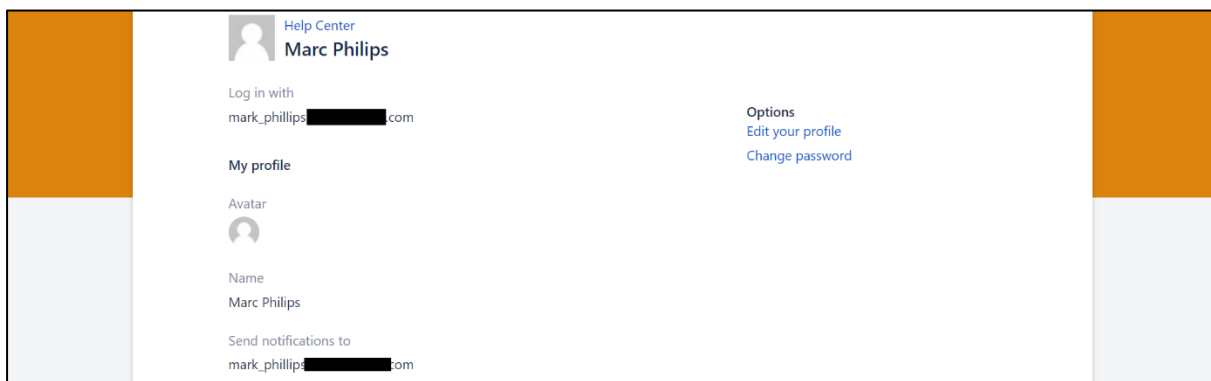 Help Center
Marc Philips
Log in with
mark_phillips .com
Options
Edit your profile
Change password
My profile
Avatar
Name
Marc Philips
Send notifications to
mark_phillips com